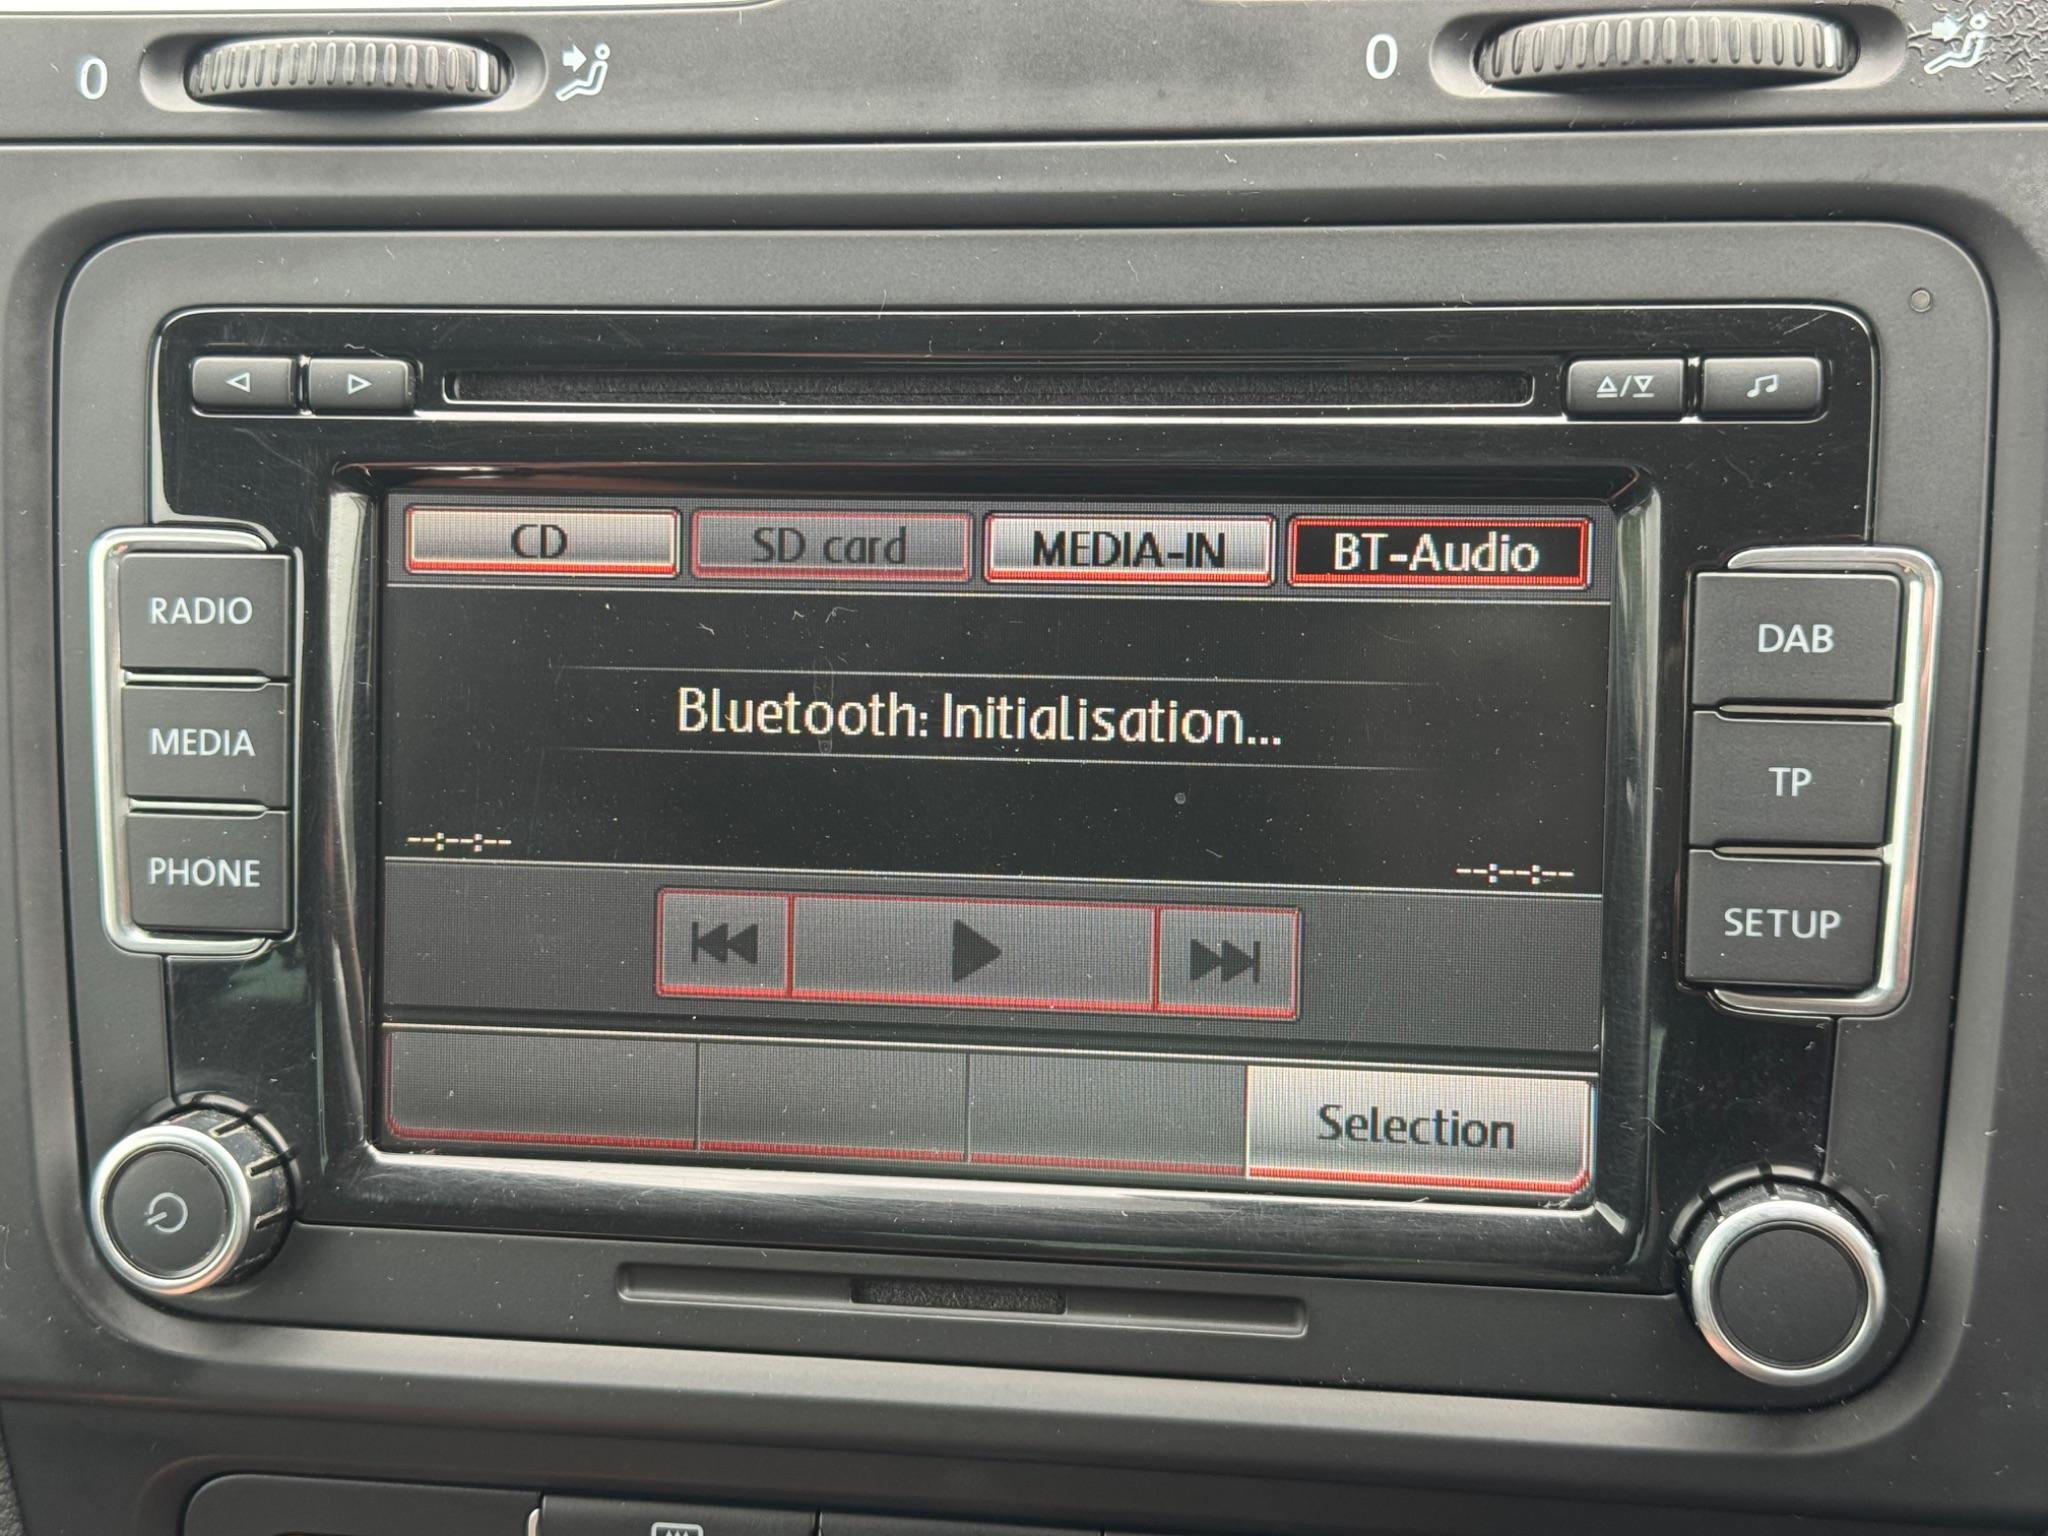 0
0
CD
SD card
MEDIA-IN
BT-Audio
RADIO
MEDIA
PHONE
Bluetooth: Initialisation...
--:--:--
--:--:--
Selection
DAB
TP
SETUP